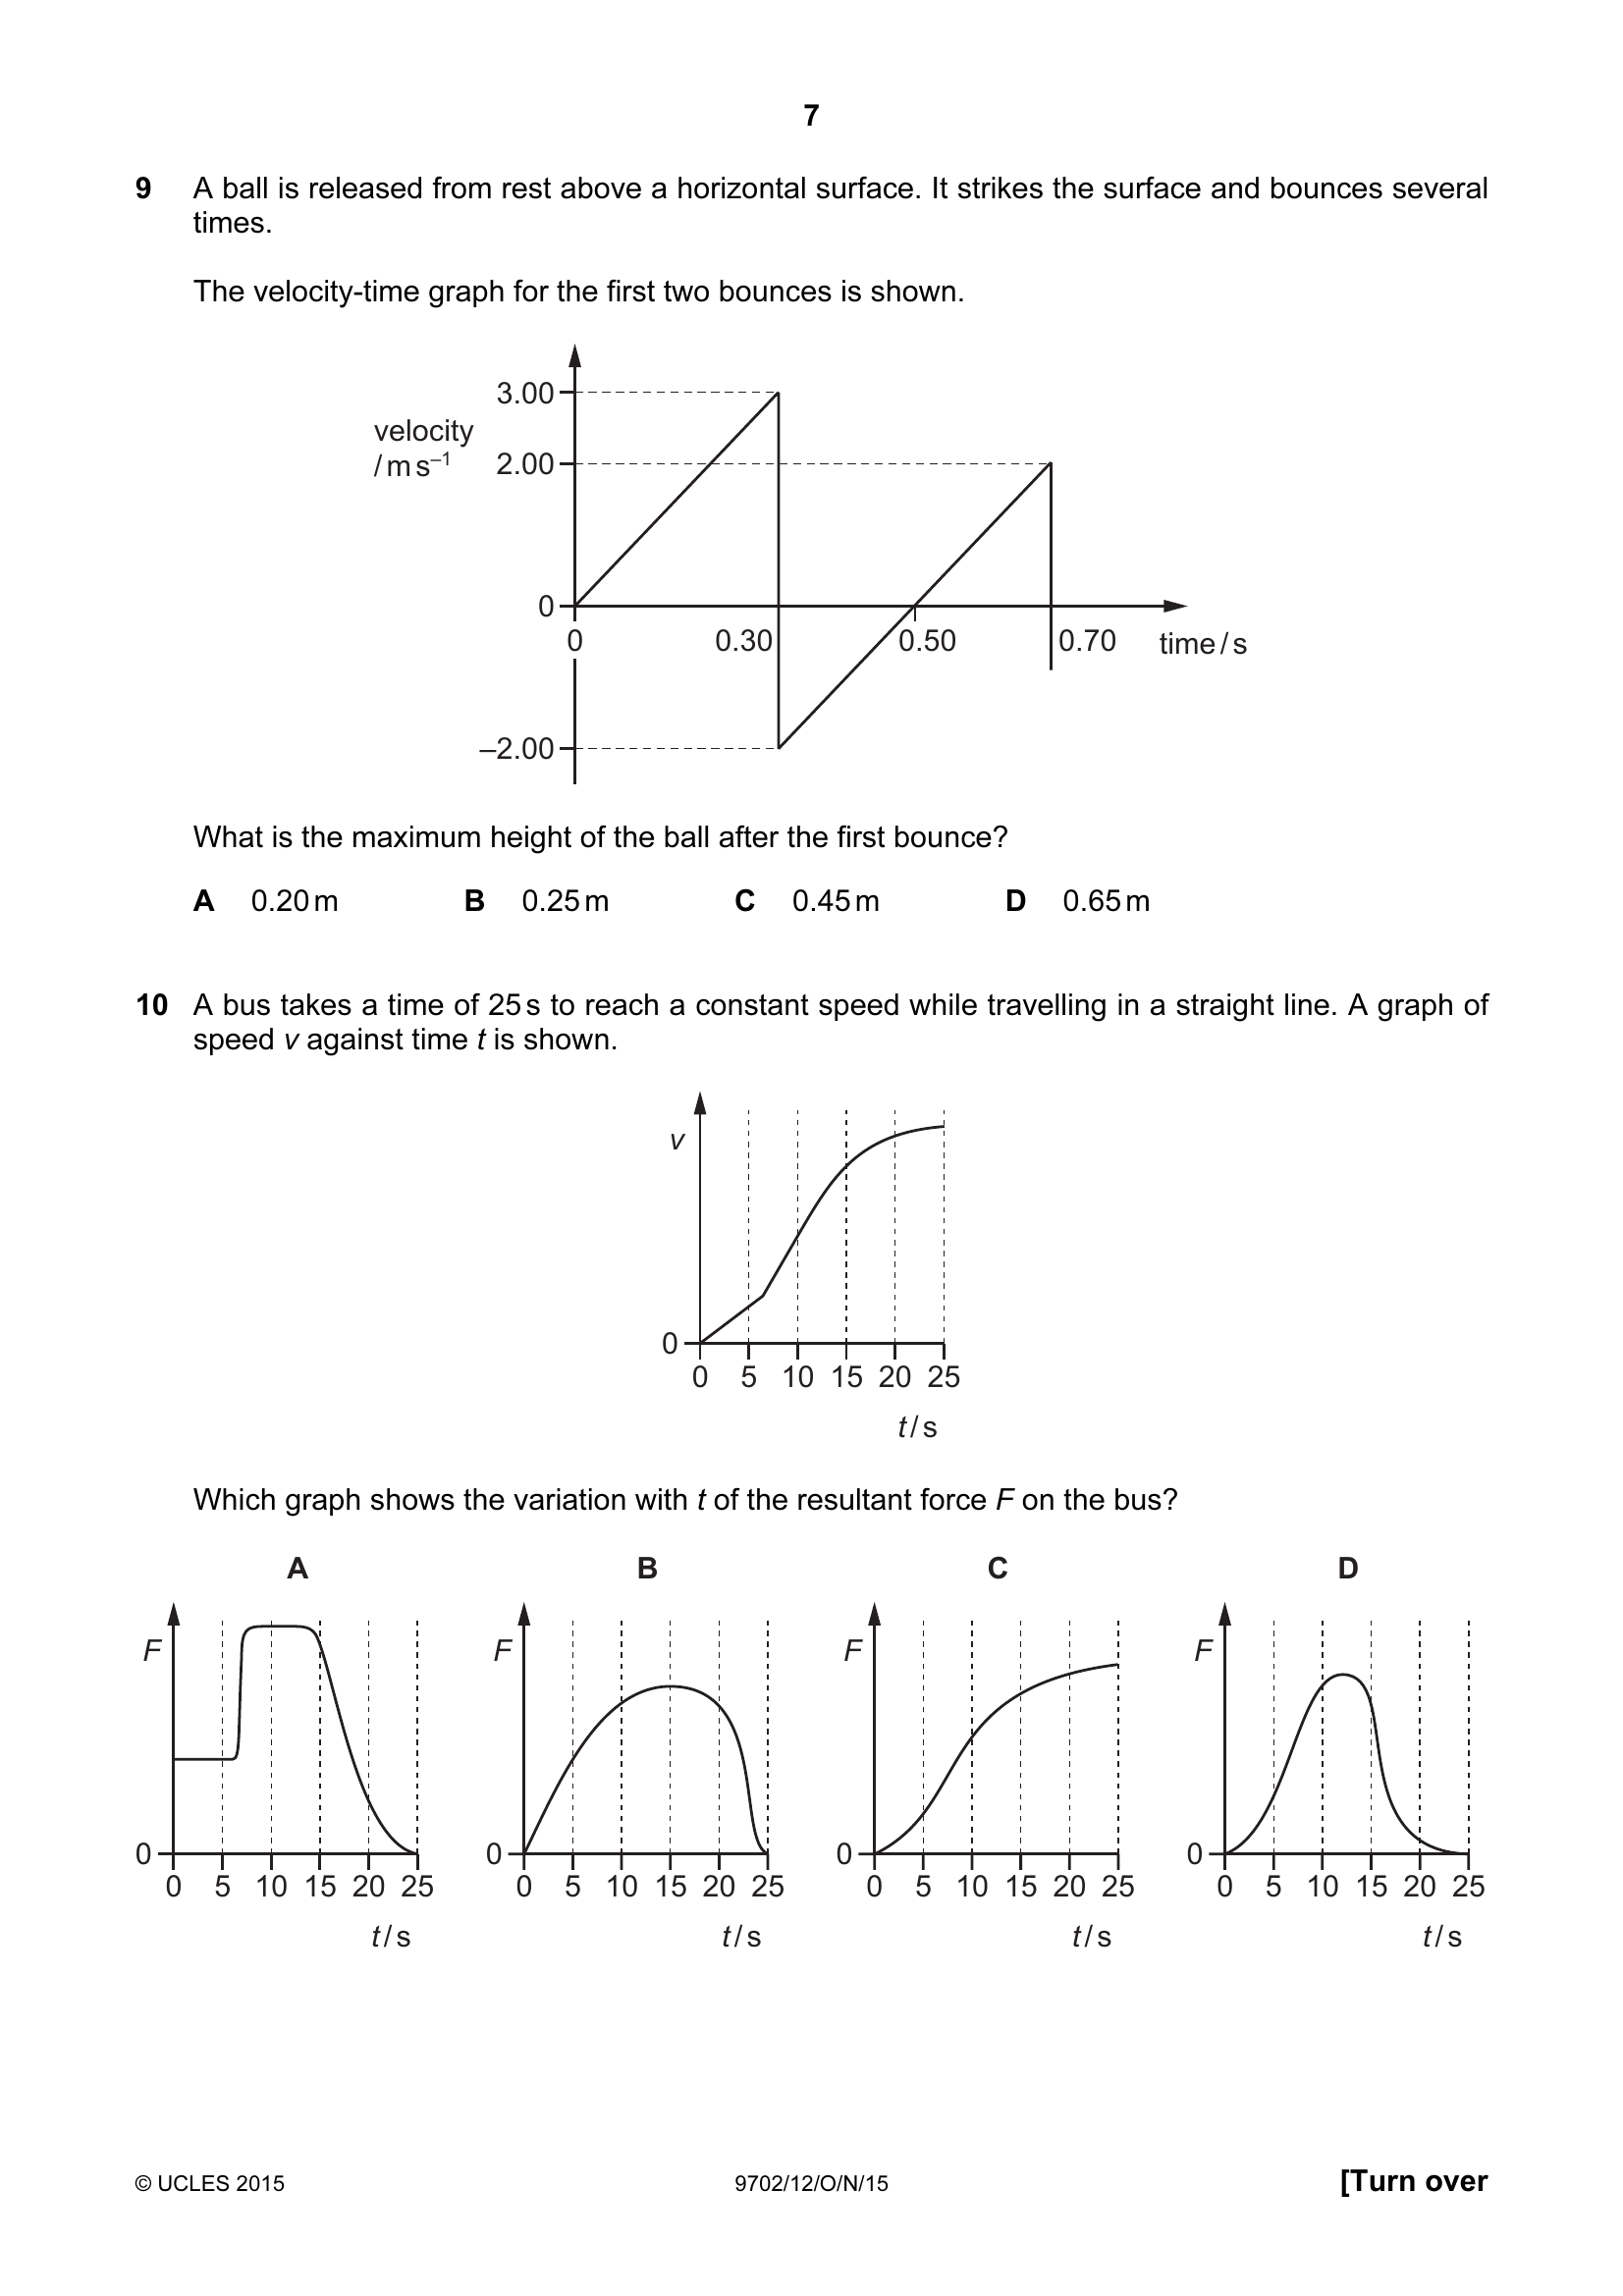 7
9 A ball is released from rest above a horizontal surface. It strikes the surface and bounces several
times.
The velocity-time graph for the first two bounces is shown.
3.00
velocity
/ m s–1
2.00
0
0
0.30
0.50
0.70
time / s
–2.00
What is the maximum height of the ball after the first bounce?
A 0.20 m B 0.25 m C 0.45 m D 0.65 m
10 A bus takes a time of 25 s to reach a constant speed while travelling in a straight line. A graph of
speed v against time t is shown.
v
0
0 5 10 15 20 25
t / s
Which graph shows the variation with t of the resultant force F on the bus?
A B C D
F F F F
0 0 0 0
0 5 10 15 20 25 0 5 10 15 20 25 0 5 10 15 20 25 0 5 10 15 20 25
t / s t / s t / s t / s
© UCLES 2015 9702/12/O/N/15 [Turn over